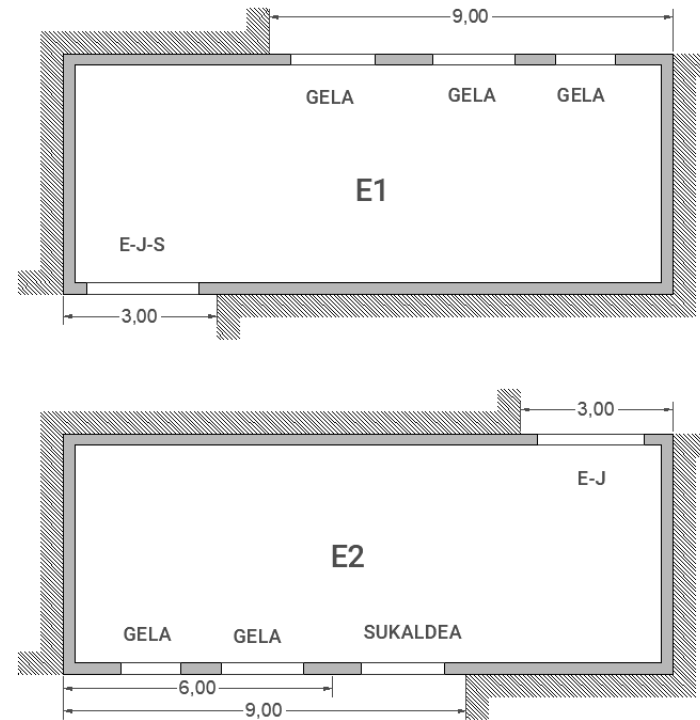 9,00
GELA GELA GELA
E1
E-J-S
3,00
3,00
E-J
E2
GELA GELA SUKALDEA
6,00
9,00